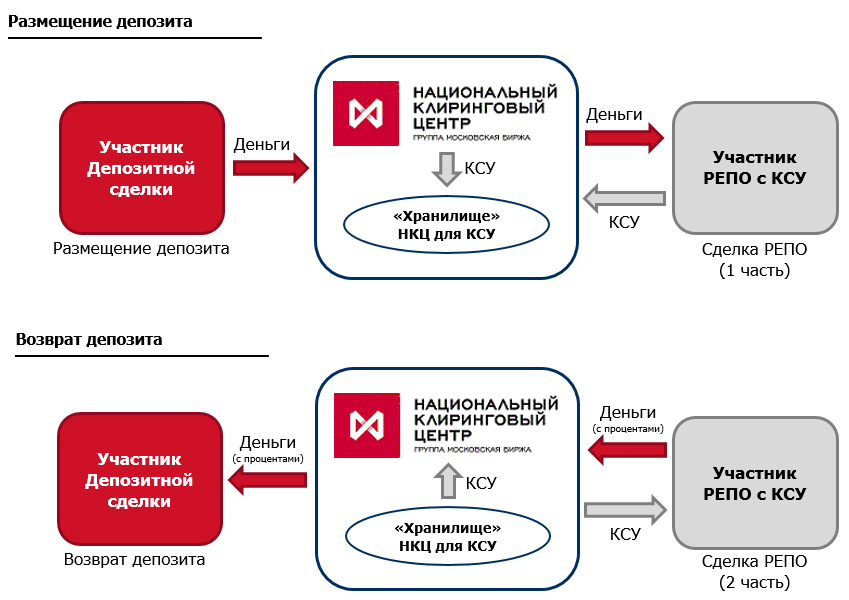 Размещение депозита
НАЦИОНАЛЬНЫЙ
КЛИРИНГОВЫЙ
ЦЕНТР
ГРУППА МОСКОВСКАЯ БИРЖА
Участник
Депозитной
сделки
Деньги
Деньги
Участник
РЕПО с КСУ
КСУ
КСУ
«Хранилище»
НКЦ для КСУ
Размещение депозита
Сделка РЕПО
(1 часть)
Возврат депозита
НАЦИОНАЛЬНЫЙ
КЛИРИНГОВЫЙ
ЦЕНТР
ГРУППА МОСКОВСКАЯ БИРЖА
Участник
Депозитной
сделки
Деньги
(с процентами)
Деньги
(с процентами)
Участник
РЕПО с КСУ
КСУ
КСУ
«Хранилище»
НКЦ для КСУ
Возврат депозита
Сделка РЕПО
(2 часть)